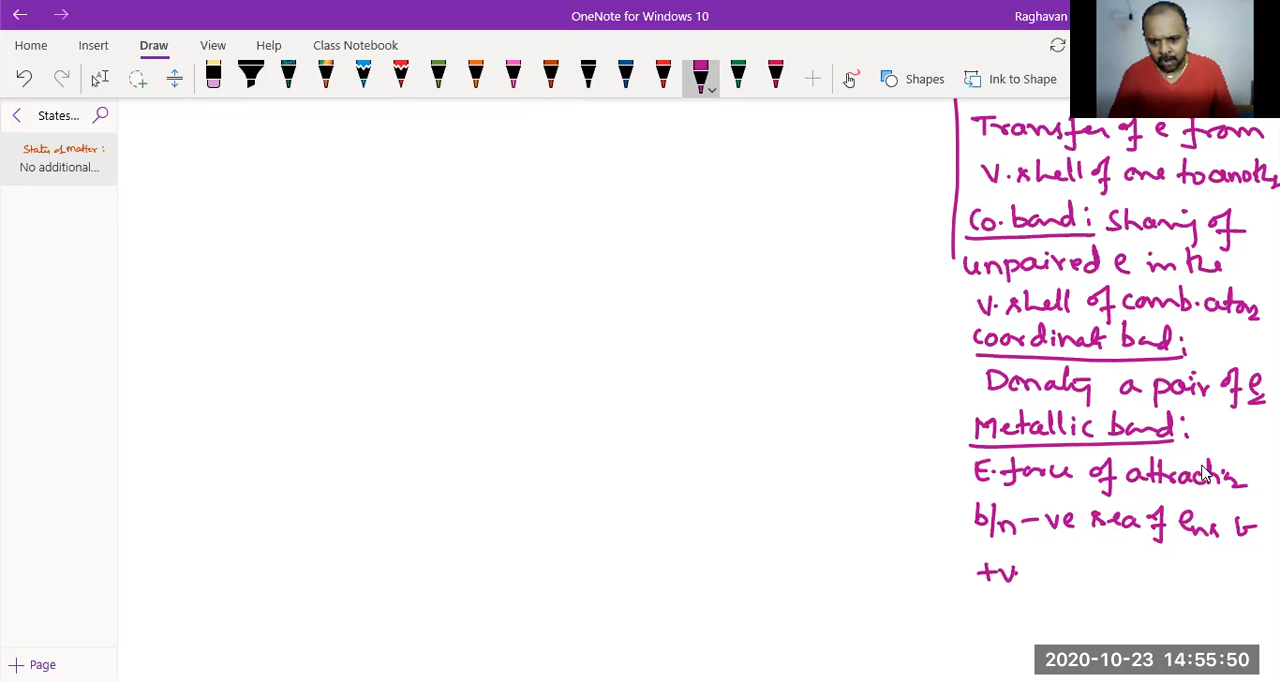 OneNote for Windows 10
Raghavan
Home Insert Draw View Help Class Notebook
Shapes Ink to Shape
States...
States of matter :
No additional...
Page
Transfer of e from
v. shell of one to anoth
Co. bond : Sharing of
unpaired e in the
v. shell of comb. atoms
Coordinate bond :
Donating a pair of e
Metallic bond :
E. force of attraction
b/n -ve sea of ens &
+v
2020-10-23 14:55:50